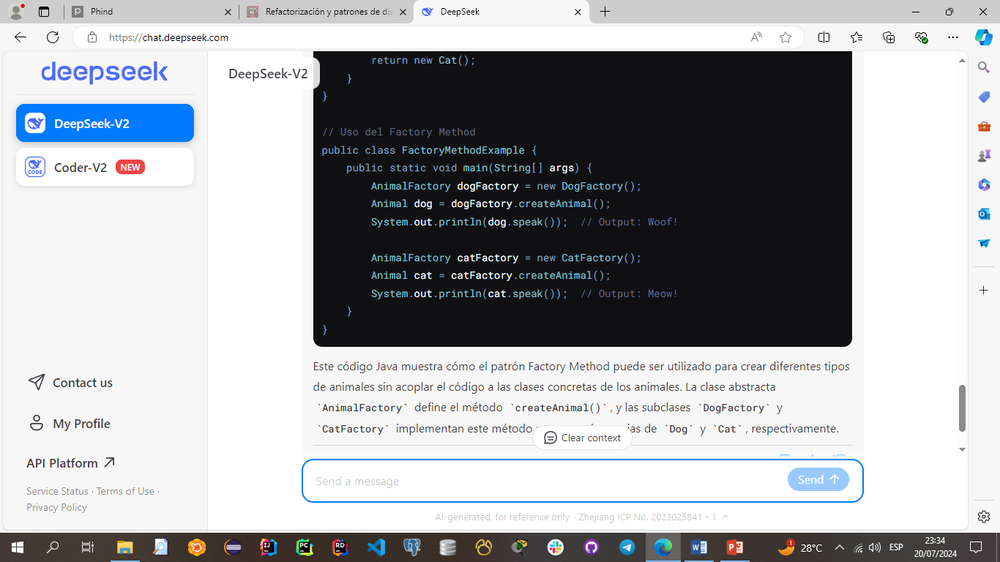 Phind
Refactorización y patrones de dis
DeepSeek
https://chat.deepseek.com
deepseek
DeepSeek-V2
Coder-V2 NEW
Contact us
My Profile
API Platform
Service Status · Terms of Use ·
Privacy Policy
DeepSeek-V2
return new Cat();
}
}
// Uso del Factory Method
public class FactoryMethodExample {
public static void main(String[] args) {
AnimalFactory dogFactory = new DogFactory();
Animal dog = dogFactory.createAnimal();
System.out.println(dog.speak());  // Output: Woof!
AnimalFactory catFactory = new CatFactory();
Animal cat = catFactory.createAnimal();
System.out.println(cat.speak());  // Output: Meow!
}
}
Este código Java muestra cómo el patrón Factory Method puede ser utilizado para crear diferentes tipos
de animales sin acoplar el código a las clases concretas de los animales. La clase abstracta
`AnimalFactory` define el método `createAnimal()`, y las subclases `DogFactory` y
`CatFactory` implementan este método de `Dog` y `Cat`, respectivamente.
Clear context
Send a message
Send
AI-generated, for reference only · Zhejiang ICP No. 2023025841 - 1
CODE
IJ
PC
RD
1
28°C
ESP
23:34
20/07/2024